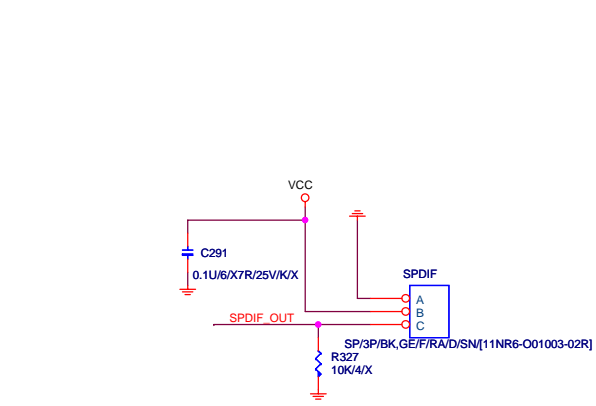 VCC
C291
0.1U/6/X7R/25V/K/X
SPDIF
A
B
SPDIF_OUT
C
SP/3P/BK,GE/F/RA/D/SN/[11NR6-O01003-02R]
R327
10K/4/X